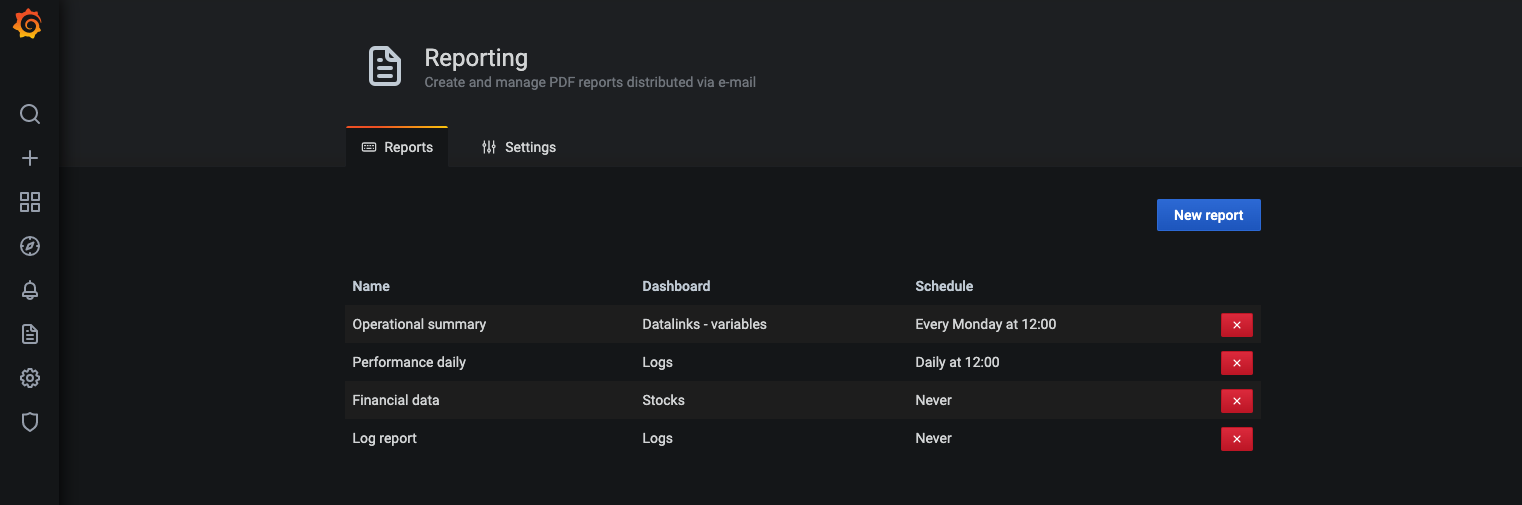 Reporting
Create and manage PDF reports distributed via e-mail
Reports Settings
New report
Name Dashboard Schedule
Operational summary Datalinks - variables Every Monday at 12:00
Performance daily Logs Daily at 12:00
Financial data Stocks Never
Log report Logs Never